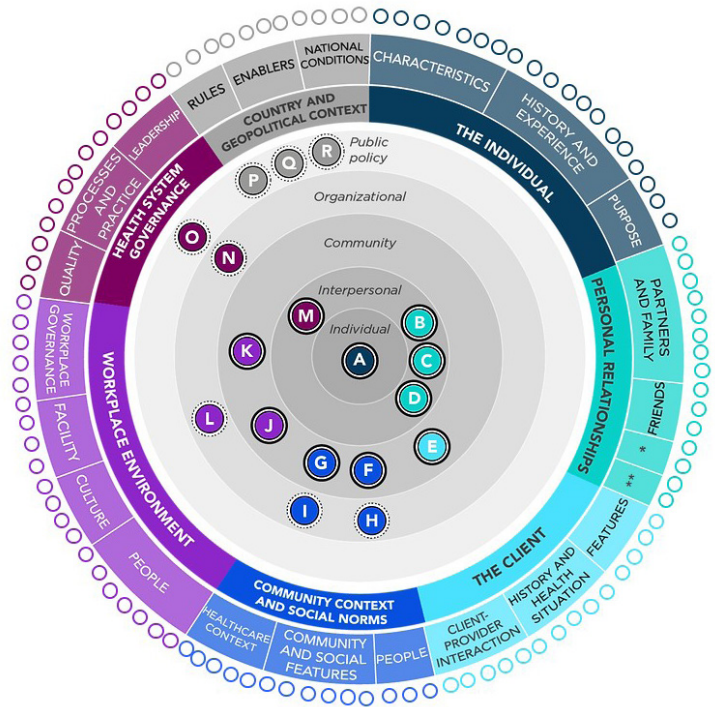 NATIONAL
CONDITIONS
ENABLERS
RULES
COUNTRY AND
GEOPOLITICAL CONTEXT
CHARACTERISTICS
HISTORY AND
EXPERIENCE
PURPOSE
THE INDIVIDUAL
PARTNERS
AND FAMILY
FRIENDS
*
**
PERSONAL RELATIONSHIPS
FEATURES
HISTORY AND
HEALTH
SITUATION
CLIENT-
PROVIDER
INTERACTION
THE CLIENT
PEOPLE
COMMUNITY
AND SOCIAL
FEATURES
HEALTHCARE
CONTEXT
COMMUNITY CONTEXT
AND SOCIAL NORMS
PEOPLE
CULTURE
FACILITY
WORKPLACE
GOVERNANCE
WORKPLACE ENVIRONMENT
QUALITY
PROCESSES
AND
PRACTICE
LEADERSHIP
HEALTH SYSTEM
GOVERNANCE
Public
policy
Organizational
Community
Interpersonal
Individual
R
Q
P
O
N
M
B
K
C
A
D
L
J
E
G
F
I
H